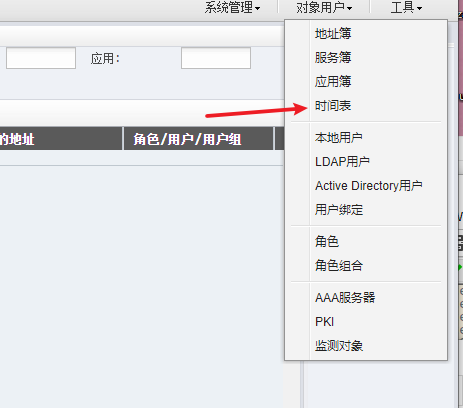 系统管理 对象用户 工具
应用：
的地址 角色/用户/用户组
地址簿
服务簿
应用簿
时间表
本地用户
LDAP用户
Active Directory用户
用户绑定
角色
角色组合
AAA服务器
PKI
监测对象